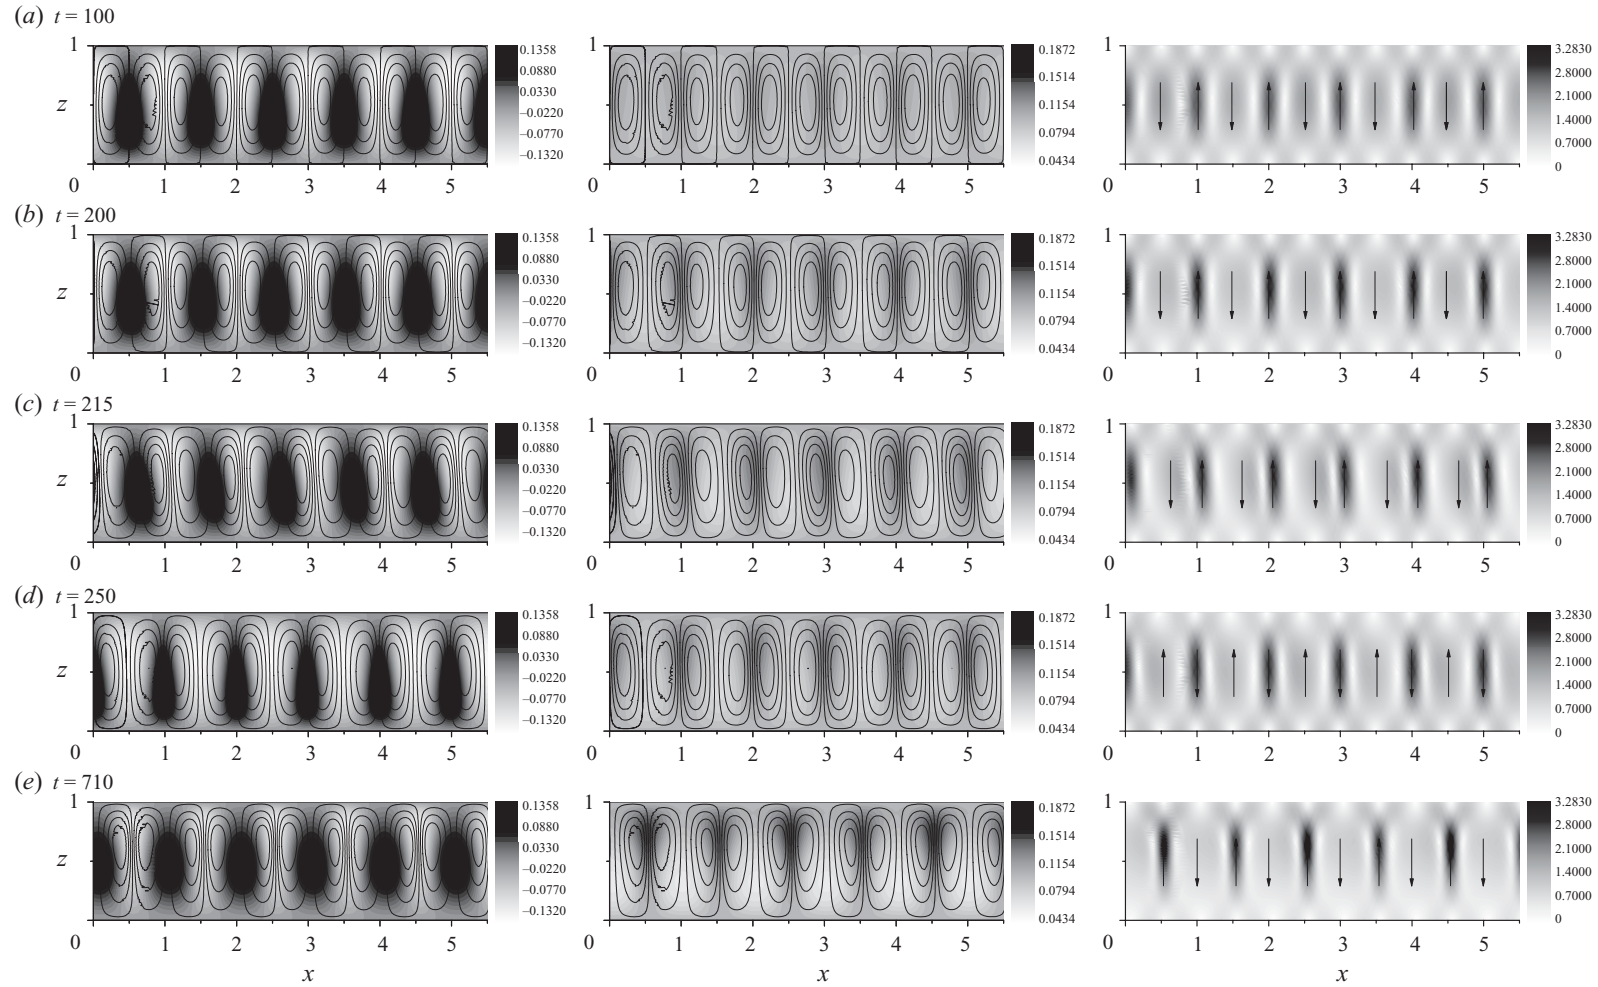 (a) t = 100
1 0.1358 1 0.1872 1 3.2830
0.0880 0.1514 2.8000
z 0.0330 0.1154 2.1000
–0.0220 1.4000
–0.0770 0.0794 0.7000
–0.1320 0.0434 0
0 1 2 3 4 5 0 1 2 3 4 5 0 1 2 3 4 5
(b) t = 200
1 0.1358 1 0.1872 1 3.2830
0.0880 0.1514 2.8000
z 0.0330 0.1154 2.1000
–0.0220 1.4000
–0.0770 0.0794 0.7000
–0.1320 0.0434 0
0 1 2 3 4 5 0 1 2 3 4 5 0 1 2 3 4 5
(c) t = 215
1 0.1358 1 0.1872 1 3.2830
0.0880 0.1514 2.8000
z 0.0330 0.1154 2.1000
–0.0220 1.4000
–0.0770 0.0794 0.7000
–0.1320 0.0434 0
0 1 2 3 4 5 0 1 2 3 4 5 0 1 2 3 4 5
(d) t = 250
1 0.1358 1 0.1872 1 3.2830
0.0880 0.1514 2.8000
z 0.0330 0.1154 2.1000
–0.0220 1.4000
–0.0770 0.0794 0.7000
–0.1320 0.0434 0
0 1 2 3 4 5 0 1 2 3 4 5 0 1 2 3 4 5
(e) t = 710
1 0.1358 1 0.1872 1 3.2830
0.0880 0.1514 2.8000
z 0.0330 0.1154 2.1000
–0.0220 1.4000
–0.0770 0.0794 0.7000
–0.1320 0.0434 0
0 1 2 3 4 5 0 1 2 3 4 5 0 1 2 3 4 5
x x x